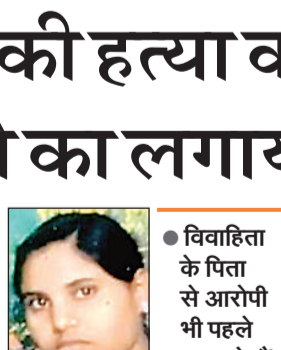 की हत्या
का लगाय
विवाहिता
के पिता
से आरोपी
भी पहले